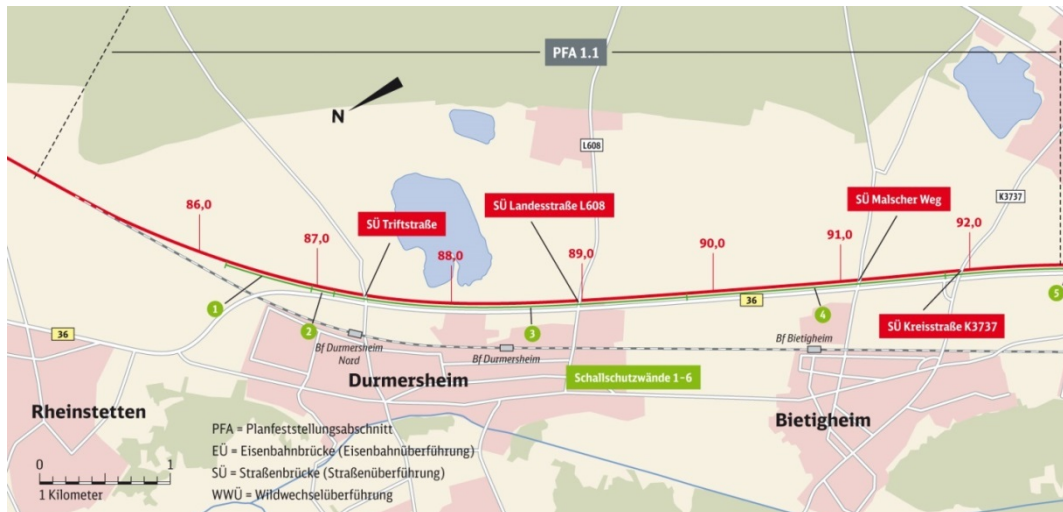 PFA 1.1
N
L608
K3737
SÜ Triftstraße
SÜ Landesstraße L608
SÜ Malscher Weg
86,0
87,0
88,0
89,0
90,0
91,0
92,0
1
2
3
36
4
5
SÜ Kreisstraße K3737
36
Bf Durmersheim
Nord
Bf Durmersheim
Bf Bietigheim
Durmersheim
Schallschutzwände 1–6
Rheinstetten
Bietigheim
PFA = Planfeststellungsabschnitt
EÜ = Eisenbahnbrücke (Eisenbahnüberführung)
SÜ = Straßenbrücke (Straßenüberführung)
WWÜ = Wildwechselüberführung
0 1
1 Kilometer